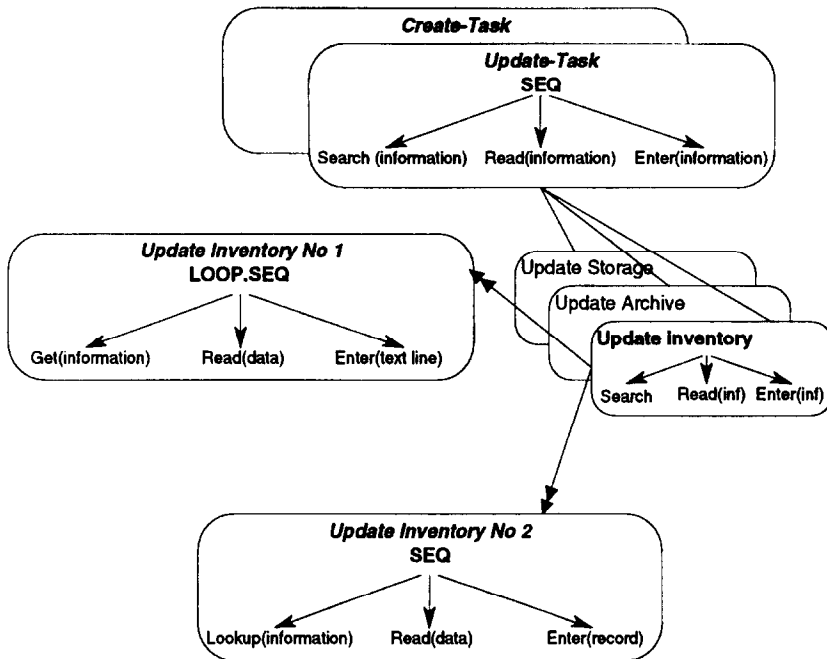 Create-Task
Update-Task
SEQ
Search (information) Read(information) Enter(information)
Update Inventory No 1
LOOP.SEQ
Get(information) Read(data) Enter(text line)
Update Storage
Update Archive
Update inventory
Search Read(inf) Enter(inf)
Update Inventory No 2
SEQ
Lookup(information) Read(data) Enter(record)